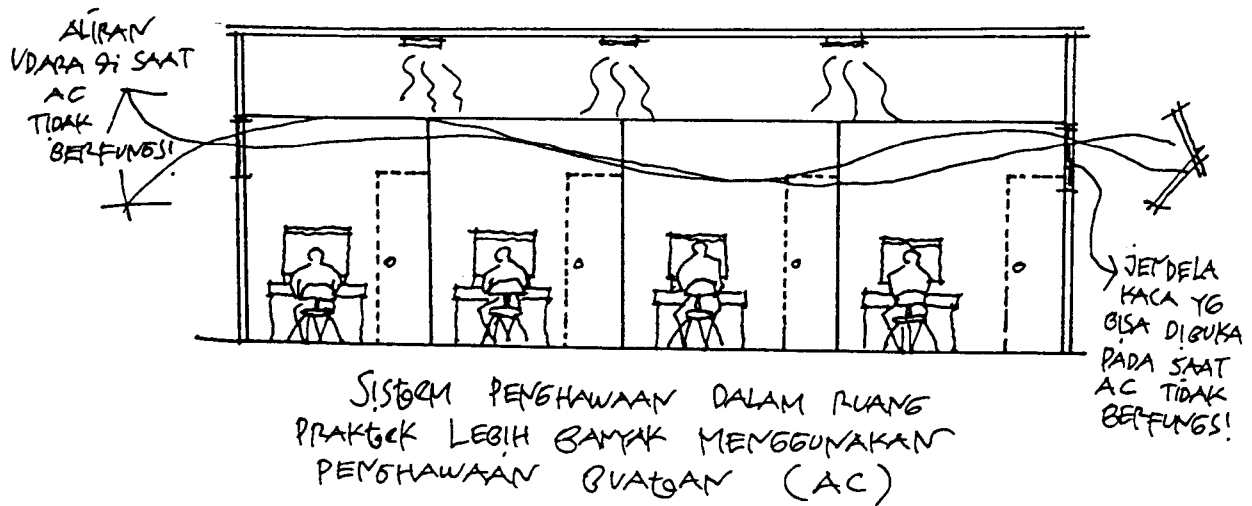 ALIRAN
UDARA di SAAT
AC
TIDAK
BERFUNGSI
JENDELA
KACA YG
BISA DIBUKA
PADA SAAT
AC TIDAK
BERFUNGSI
SISTEM PENGHAWAAN DALAM RUANG
PRAKTEK LEBIH BANYAK MENGGUNAKAN
PENGHAWAAN BUATAN (AC)